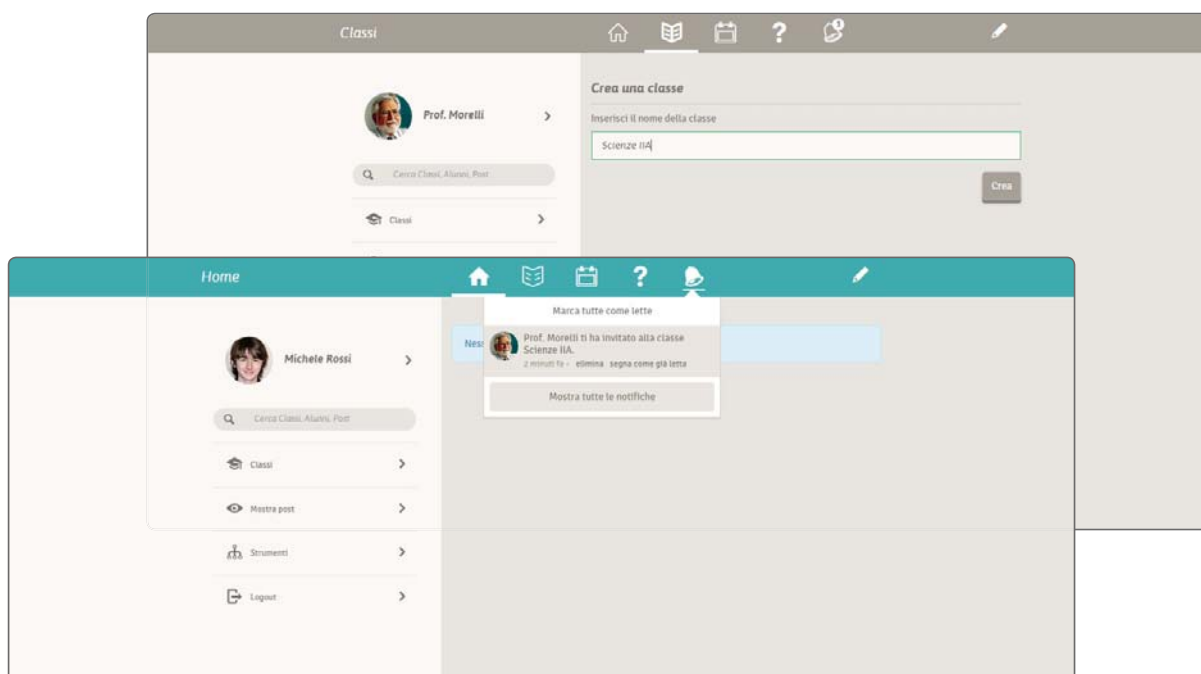 Classi
1
Prof. Morelli
Cerca Classi, Alunni, Post
Classi
Crea una classe
Inserisci il nome della classe
Scienze IIA
Crea
Home
Michele Rossi
Cerca Classi, Alunni, Post
Classi
Mostra post
Strumenti
Logout
Marca tutte come lette
Ness
Prof. Morelli ti ha invitato alla classe
Scienze IIA.
2 minuti fa - elimina segna come già letta
Mostra tutte le notifiche